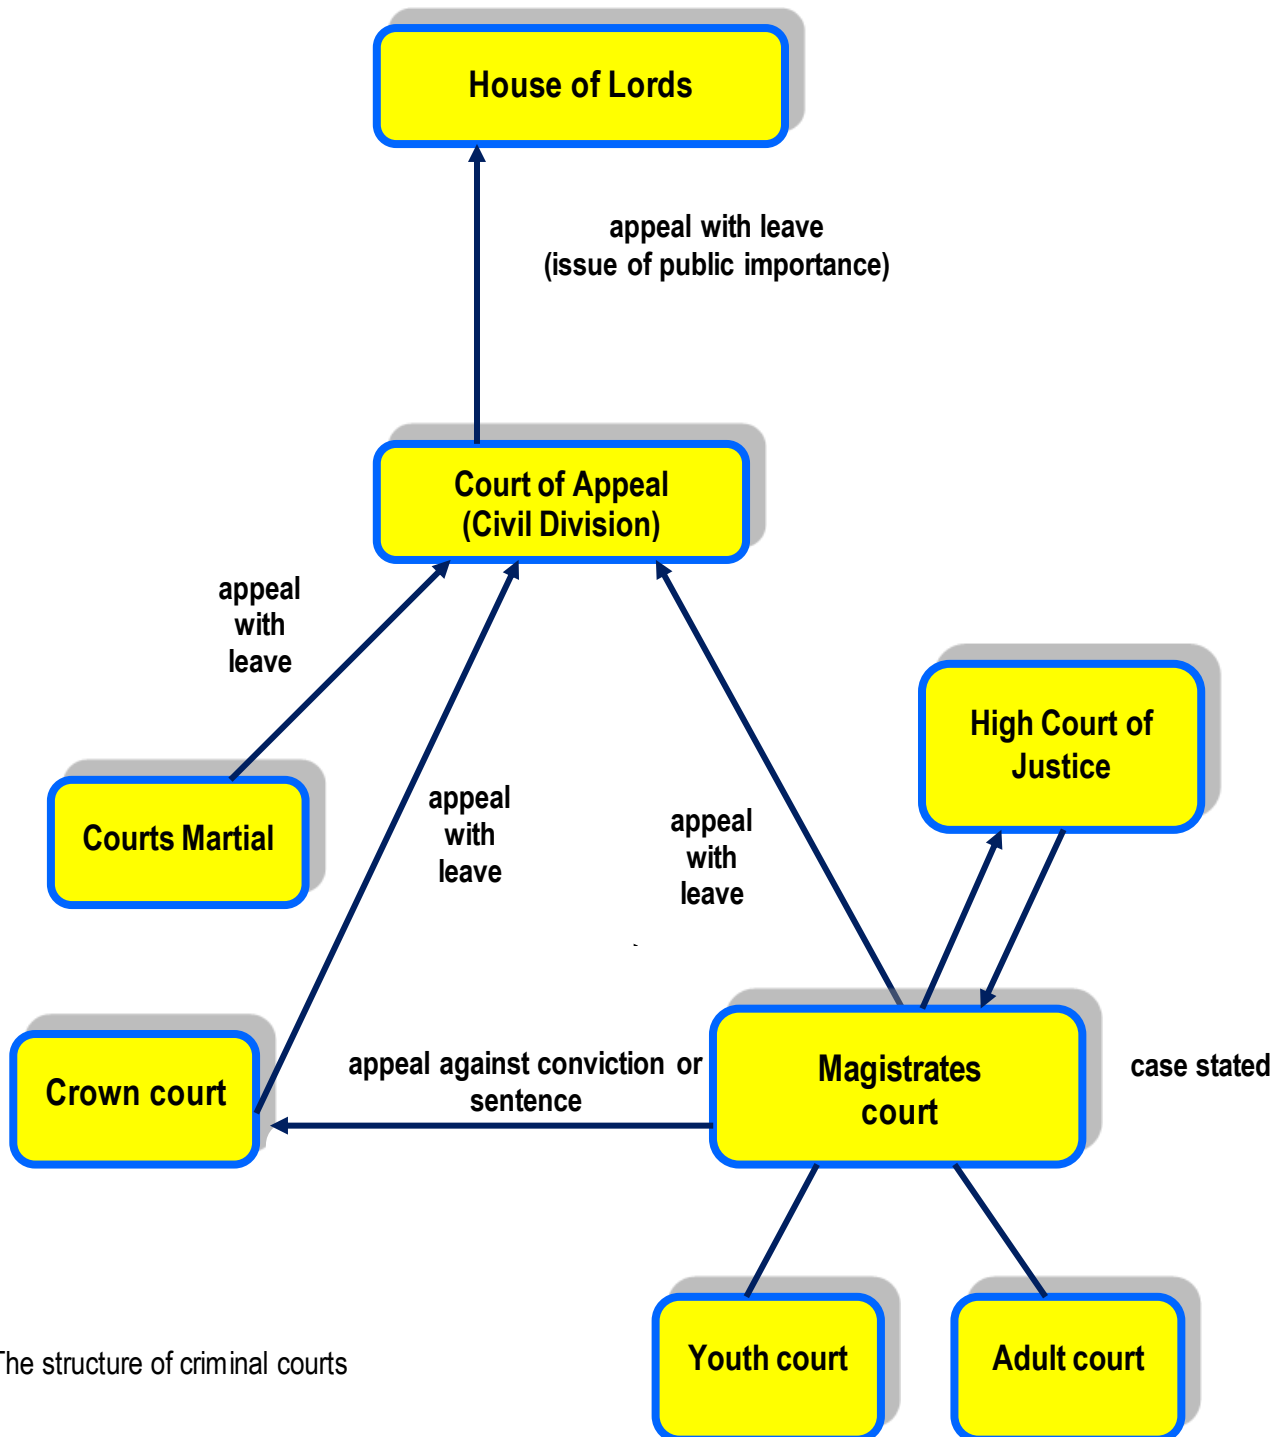 House of Lords
appeal with leave
(issue of public importance)
Court of Appeal
(Civil Division)
appeal
with
leave
High Court of
Justice
Courts Martial
appeal
with
leave
appeal
with
leave
Crown court
appeal against conviction or
sentence
Magistrates
court
case stated
Youth court
Adult court
The structure of criminal courts